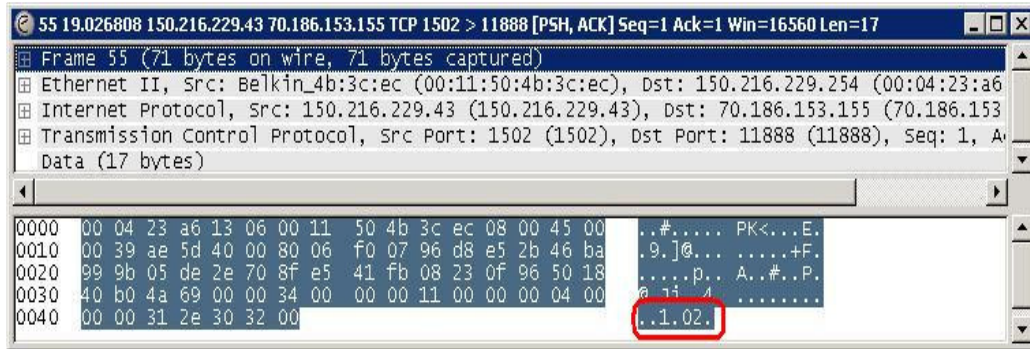 55 19.026808 150.216.229.43 70.186.153.155 TCP 1502 > 11888 [PSH, ACK] Seq=1 Ack=1 Win=16560 Len=17
Frame 55 (71 bytes on wire, 71 bytes captured)
Ethernet II, Src: Belkin_4b:3c:ec (00:11:50:4b:3c:ec), Dst: 150.216.229.254 (00:04:23:a6
Internet Protocol, Src: 150.216.229.43 (150.216.229.43), Dst: 70.186.153.155 (70.186.153
Transmission Control Protocol, Src Port: 1502 (1502), Dst Port: 11888 (11888), Seq: 1, A
Data (17 bytes)
0000 00 04 23 a6 13 06 00 11 50 4b 3c ec 08 00 45 00 ..#..... PK<...E.
0010 00 39 ae 5d 40 00 80 06 f0 07 96 d8 e5 2b 46 ba .9.]@... .....+F.
0020 99 9b 05 de 2e 70 8f e5 41 fb 08 23 0f 96 50 18 .....p.. A..#..P.
0030 40 b0 4a 69 00 00 34 00 00 00 11 00 00 00 04 00 @.Ji..4. ........
0040 00 00 31 2e 30 32 00 ..1.02.